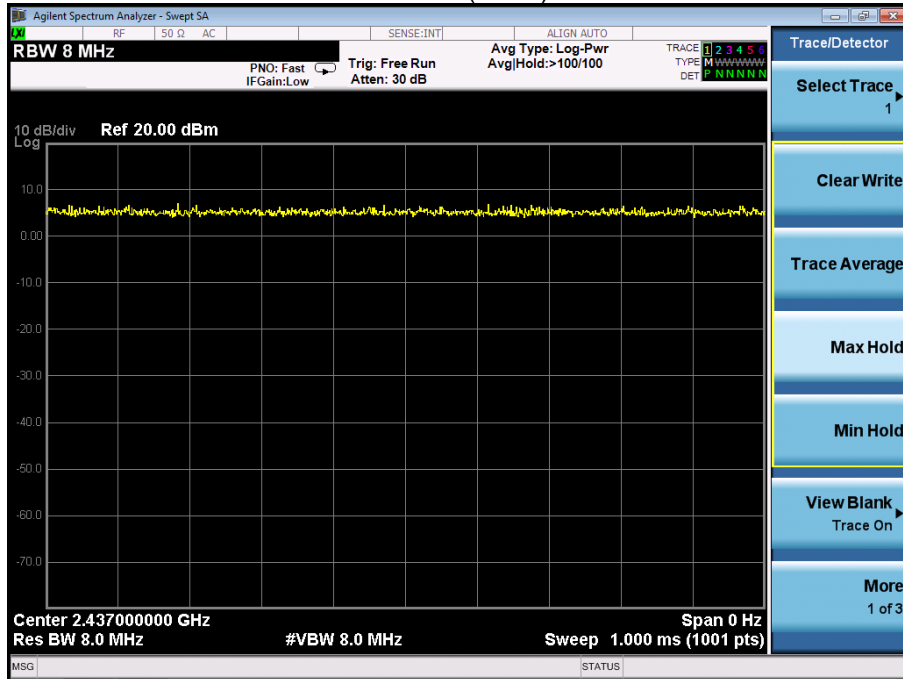 Agilent Spectrum Analyzer - Swept SA
LXI RF 50 Ω AC SENSE:INT ALIGN AUTO
RBW 8 MHz
PNO: Fast
IFGain:Low
Trig: Free Run
Atten: 30 dB
Avg Type: Log-Pwr
Avg|Hold:>100/100
TRACE 1 2 3 4 5 6
TYPE M WWWWW
DET P N N N N N
10 dB/div Ref 20.00 dBm
Log
10.0
0.00
-10.0
-20.0
-30.0
-40.0
-50.0
-60.0
-70.0
Center 2.437000000 GHz Span 0 Hz
Res BW 8.0 MHz #VBW 8.0 MHz Sweep 1.000 ms (1001 pts)
MSG STATUS
Trace/Detector
Select Trace
1
Clear Write
Trace Average
Max Hold
Min Hold
View Blank
Trace On
More
1 of 3